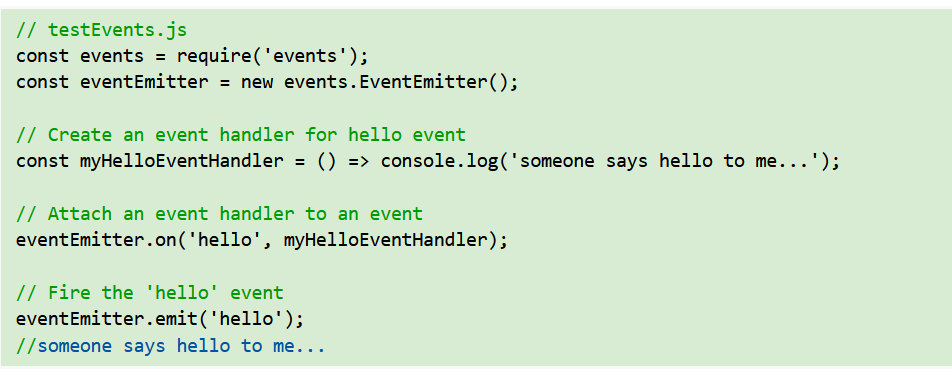 // testEvents.js
const events = require('events');
const eventEmitter = new events.EventEmitter();
// Create an event handler for hello event
const myHelloEventHandler = () => console.log('someone says hello to me...');
// Attach an event handler to an event
eventEmitter.on('hello', myHelloEventHandler);
// Fire the 'hello' event
eventEmitter.emit('hello');
//someone says hello to me...